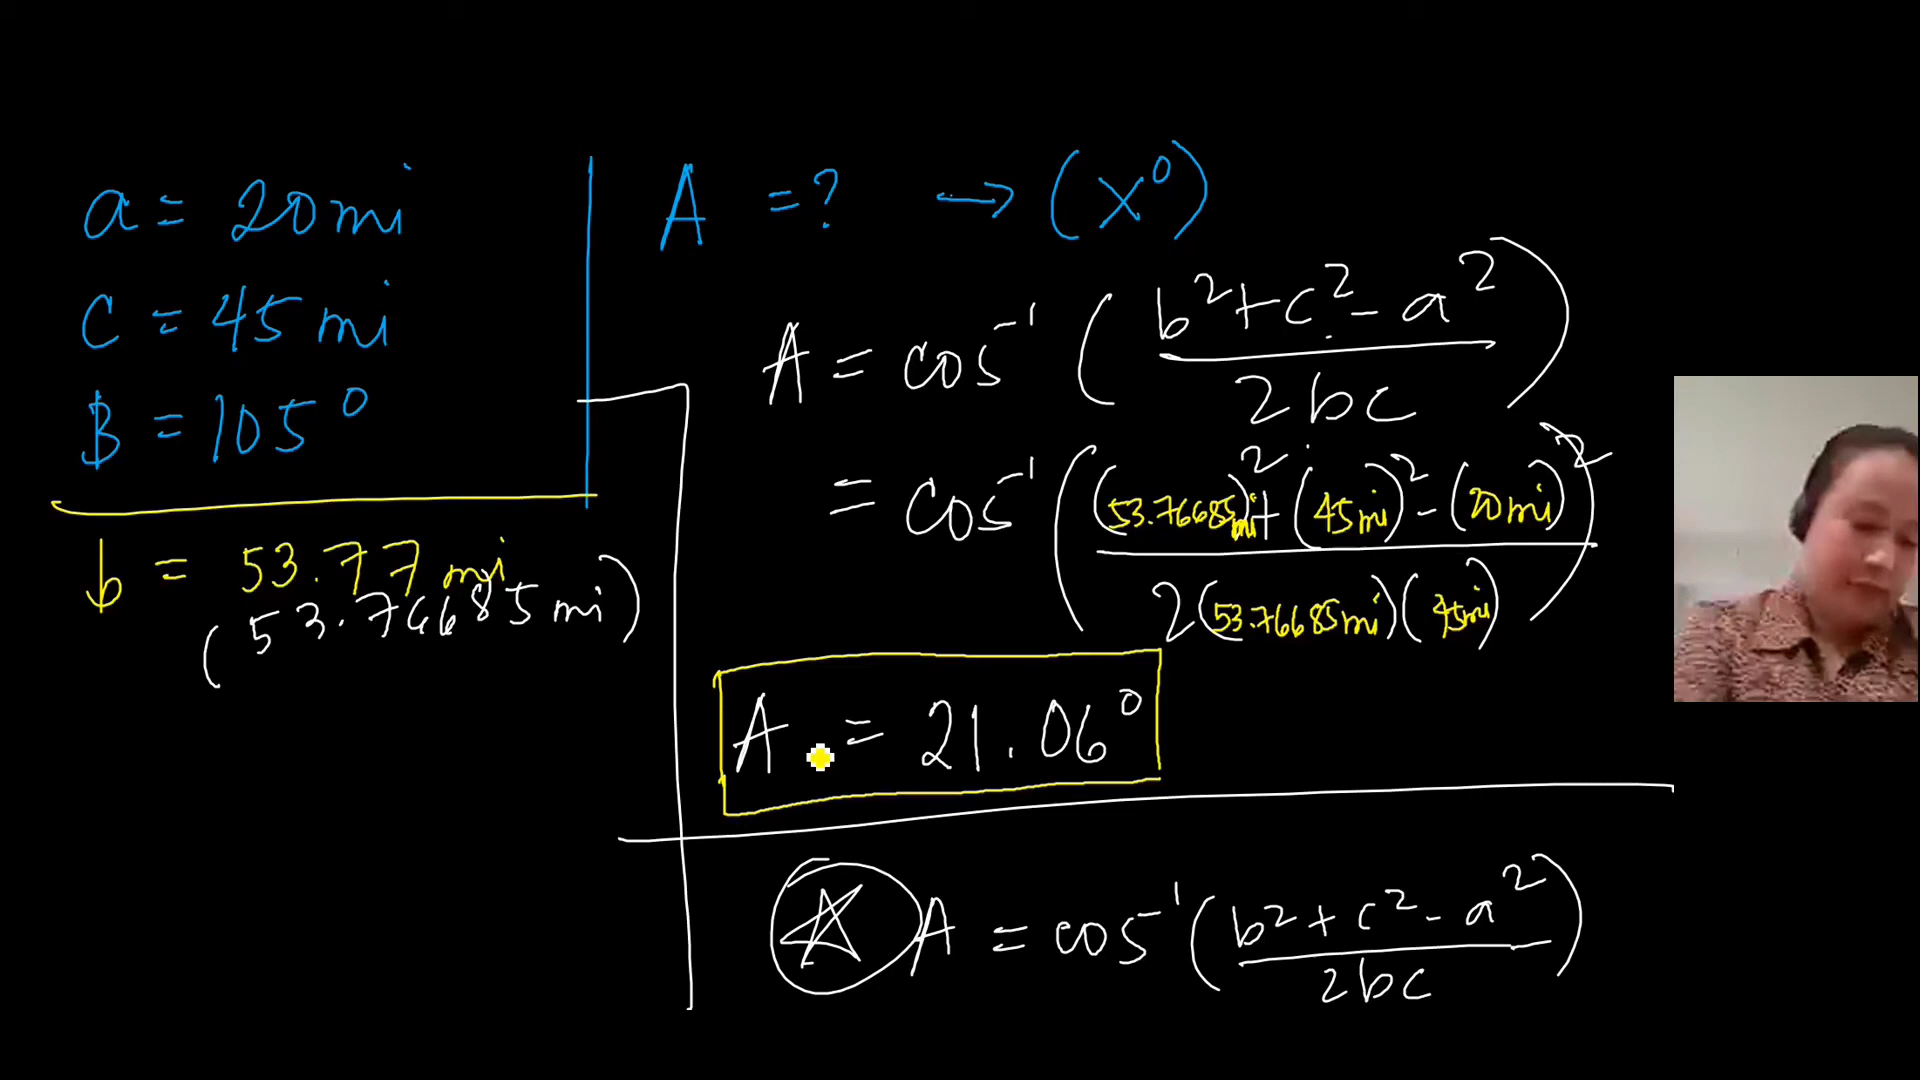 a = 20mi
c = 45 mi
B = 105°
b = 53.77 mi
(53.76685 mi)
A = ? → (x°)
A = cos⁻¹ ( b² + c² - a² / 2bc )
= cos⁻¹ ( (53.76685mi)² + (45mi)² - (20mi)² / 2(53.76685mi)(45mi) )
A = 21.06°
A = cos⁻¹ ( b² + c² - a² / 2bc )